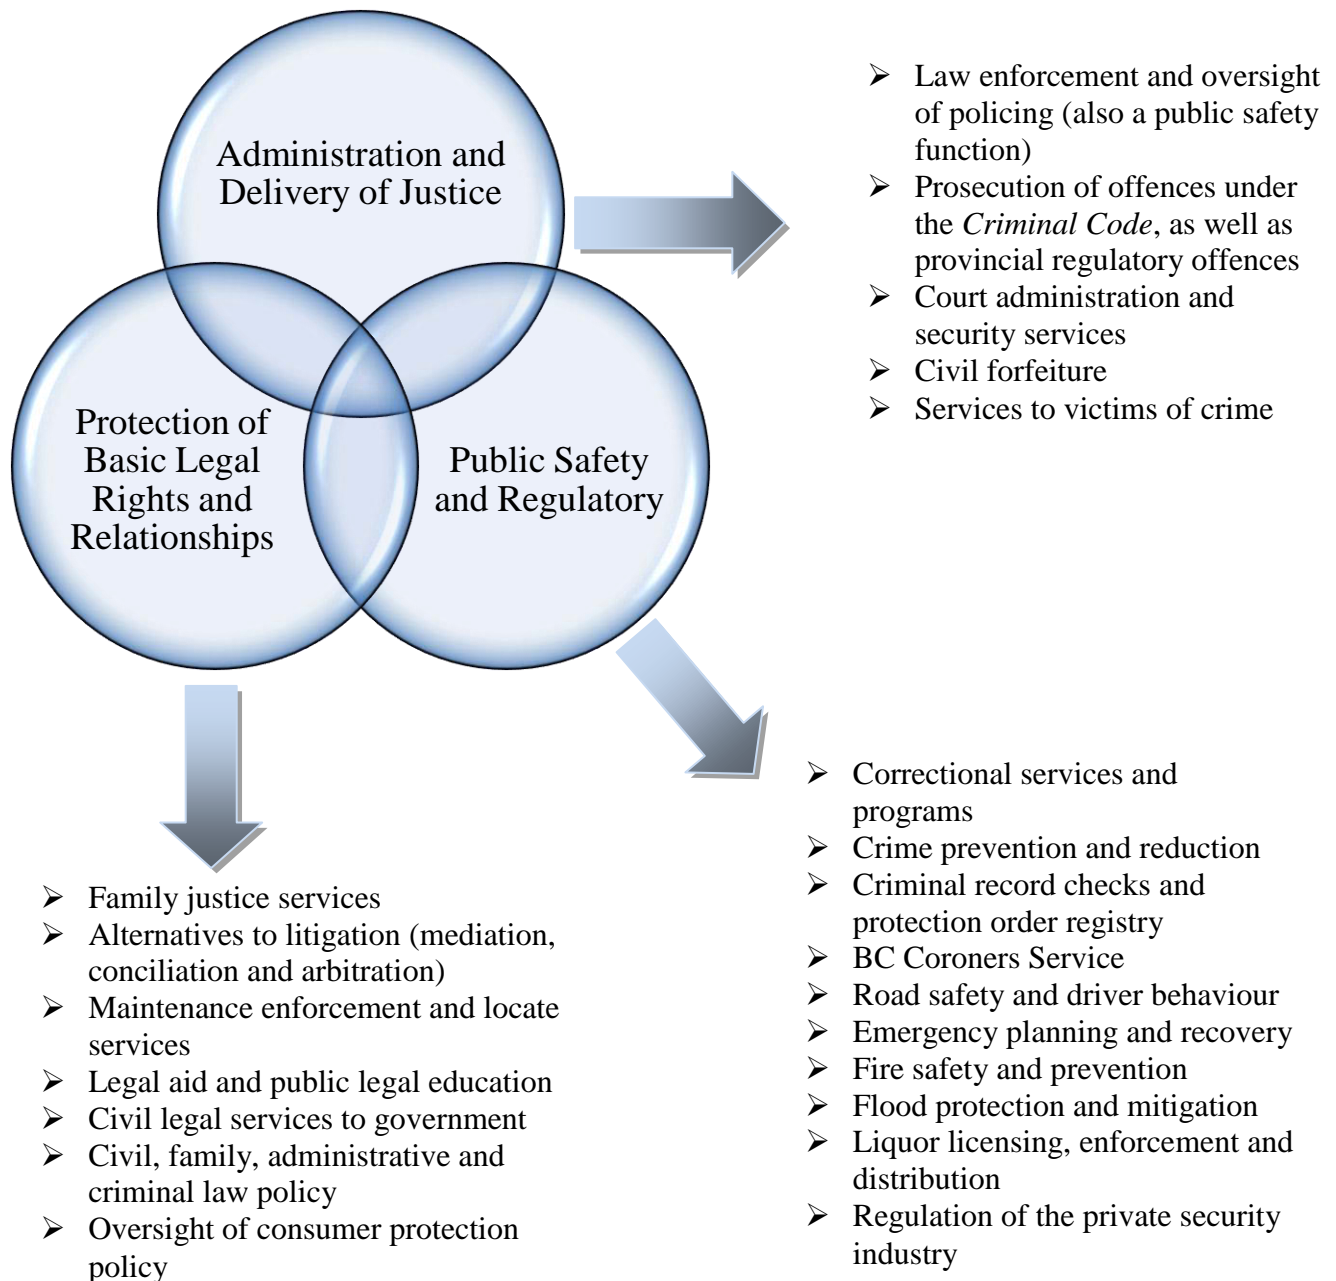 Administration and
Delivery of Justice
Protection of
Basic Legal
Rights and
Relationships
Public Safety
and Regulatory
➢ Law enforcement and oversight
of policing (also a public safety
function)
➢ Prosecution of offences under
the Criminal Code, as well as
provincial regulatory offences
➢ Court administration and
security services
➢ Civil forfeiture
➢ Services to victims of crime
➢ Family justice services
➢ Alternatives to litigation (mediation,
conciliation and arbitration)
➢ Maintenance enforcement and locate
services
➢ Legal aid and public legal education
➢ Civil legal services to government
➢ Civil, family, administrative and
criminal law policy
➢ Oversight of consumer protection
policy
➢ Correctional services and
programs
➢ Crime prevention and reduction
➢ Criminal record checks and
protection order registry
➢ BC Coroners Service
➢ Road safety and driver behaviour
➢ Emergency planning and recovery
➢ Fire safety and prevention
➢ Flood protection and mitigation
➢ Liquor licensing, enforcement and
distribution
➢ Regulation of the private security
industry